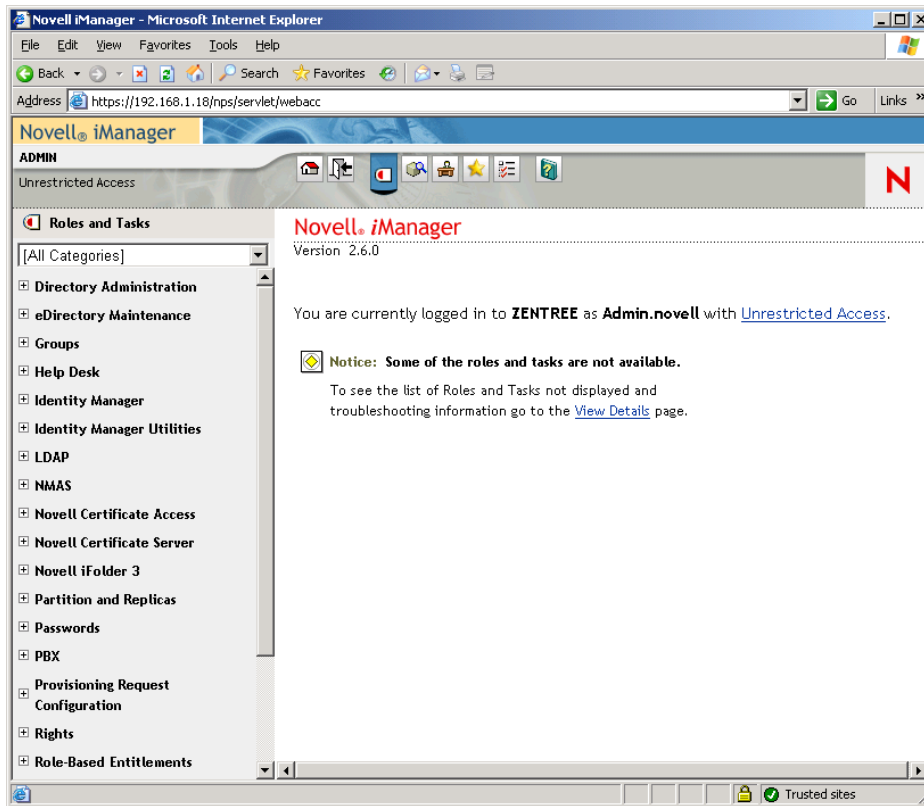 Novell iManager - Microsoft Internet Explorer
File Edit View Favorites Tools Help
Back Search Favorites
Address https://192.168.1.18/nps/servlet/webacc Go Links »
Novell® iManager
ADMIN
Unrestricted Access
N
Roles and Tasks
[All Categories]
Directory Administration
eDirectory Maintenance
Groups
Help Desk
Identity Manager
Identity Manager Utilities
LDAP
NMAS
Novell Certificate Access
Novell Certificate Server
Novell iFolder 3
Partition and Replicas
Passwords
PBX
Provisioning Request
Configuration
Rights
Role-Based Entitlements
Novell® iManager
Version 2.6.0
You are currently logged in to ZENTREE as Admin.novell with Unrestricted Access.
Notice: Some of the roles and tasks are not available.
To see the list of Roles and Tasks not displayed and
troubleshooting information go to the View Details page.
Trusted sites